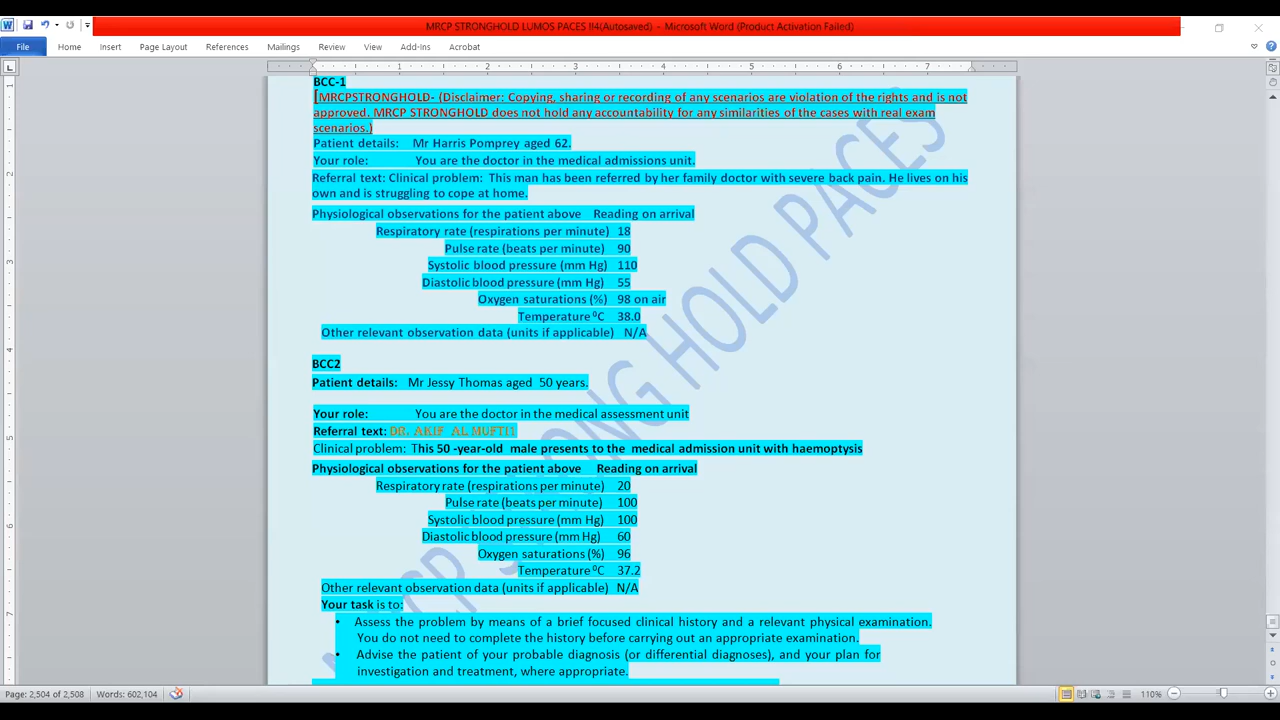 MRCP STRONGHOLD LUMOS PACES II4(Autosaved) - Microsoft Word (Product Activation Failed)
File Home Insert Page Layout References Mailings Review View Add-Ins Acrobat
1 2 3 4 5 6 7
BCC-1
[MRCPSTRONGHOLD- (Disclaimer: Copying, sharing or recording of any scenarios are violation of the rights and is not
approved. MRCP STRONGHOLD does not hold any accountability for any similarities of the cases with real exam
scenarios.)
Patient details: Mr Harris Pomprey aged 62.
Your role: You are the doctor in the medical admissions unit.
Referral text: Clinical problem: This man has been referred by her family doctor with severe back pain. He lives on his
own and is struggling to cope at home.
Physiological observations for the patient above Reading on arrival
Respiratory rate (respirations per minute) 18
Pulse rate (beats per minute) 90
Systolic blood pressure (mm Hg) 110
Diastolic blood pressure (mm Hg) 55
Oxygen saturations (%) 98 on air
Temperature ⁰C 38.0
Other relevant observation data (units if applicable) N/A
BCC2
Patient details: Mr Jessy Thomas aged 50 years.
Your role: You are the doctor in the medical assessment unit
Referral text: DR. AKIF AL MUFTI1
Clinical problem: This 50 -year-old male presents to the medical admission unit with haemoptysis
Physiological observations for the patient above Reading on arrival
Respiratory rate (respirations per minute) 20
Pulse rate (beats per minute) 100
Systolic blood pressure (mm Hg) 100
Diastolic blood pressure (mm Hg) 60
Oxygen saturations (%) 96
Temperature ⁰C 37.2
Other relevant observation data (units if applicable) N/A
Your task is to:
• Assess the problem by means of a brief focused clinical history and a relevant physical examination.
You do not need to complete the history before carrying out an appropriate examination.
• Advise the patient of your probable diagnosis (or differential diagnoses), and your plan for
investigation and treatment, where appropriate.
MRCP STRONG HOLD PACES
Page: 2,504 of 2,508 Words: 602,104 110%